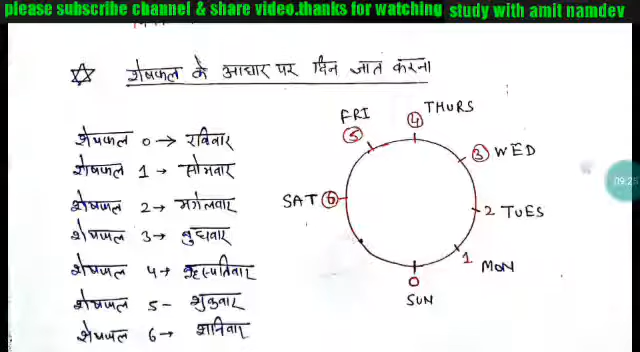 please subscribe channel & share video.thanks for watching study with amit namdev
☆ शेषफल के आधार पर दिन ज्ञात करना
शेषफल 0 → रविवार
शेषफल 1 → सोमवार
शेषफल 2 → मंगलवार
शेषफल 3 → बुधवार
शेषफल 4 → बृहस्पतिवार
शेषफल 5 - शुक्रवार
शेषफल 6 → शनिवार
FRI
5
4 THURS
3 WED
SAT 6
2 TUES
1 MON
0
SUN
09:25